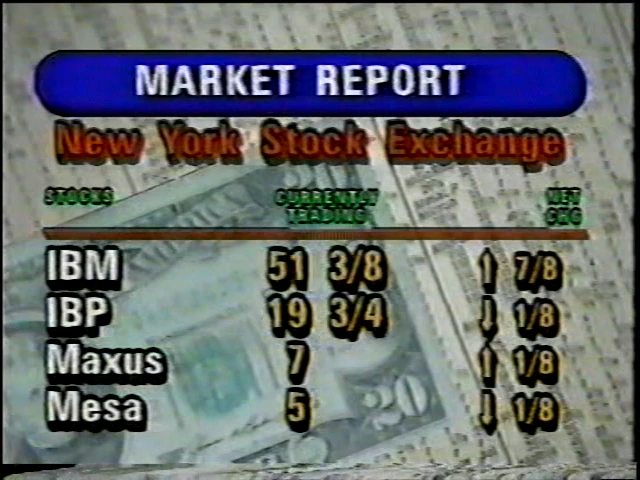 MARKET REPORT
New York Stock Exchange
STOCKS CURRENTLY TRADING NET CHG
IBM 51 3/8 ↑ 7/8
IBP 19 3/4 ↓ 1/8
Maxus 7 ↑ 1/8
Mesa 5 ↓ 1/8
20